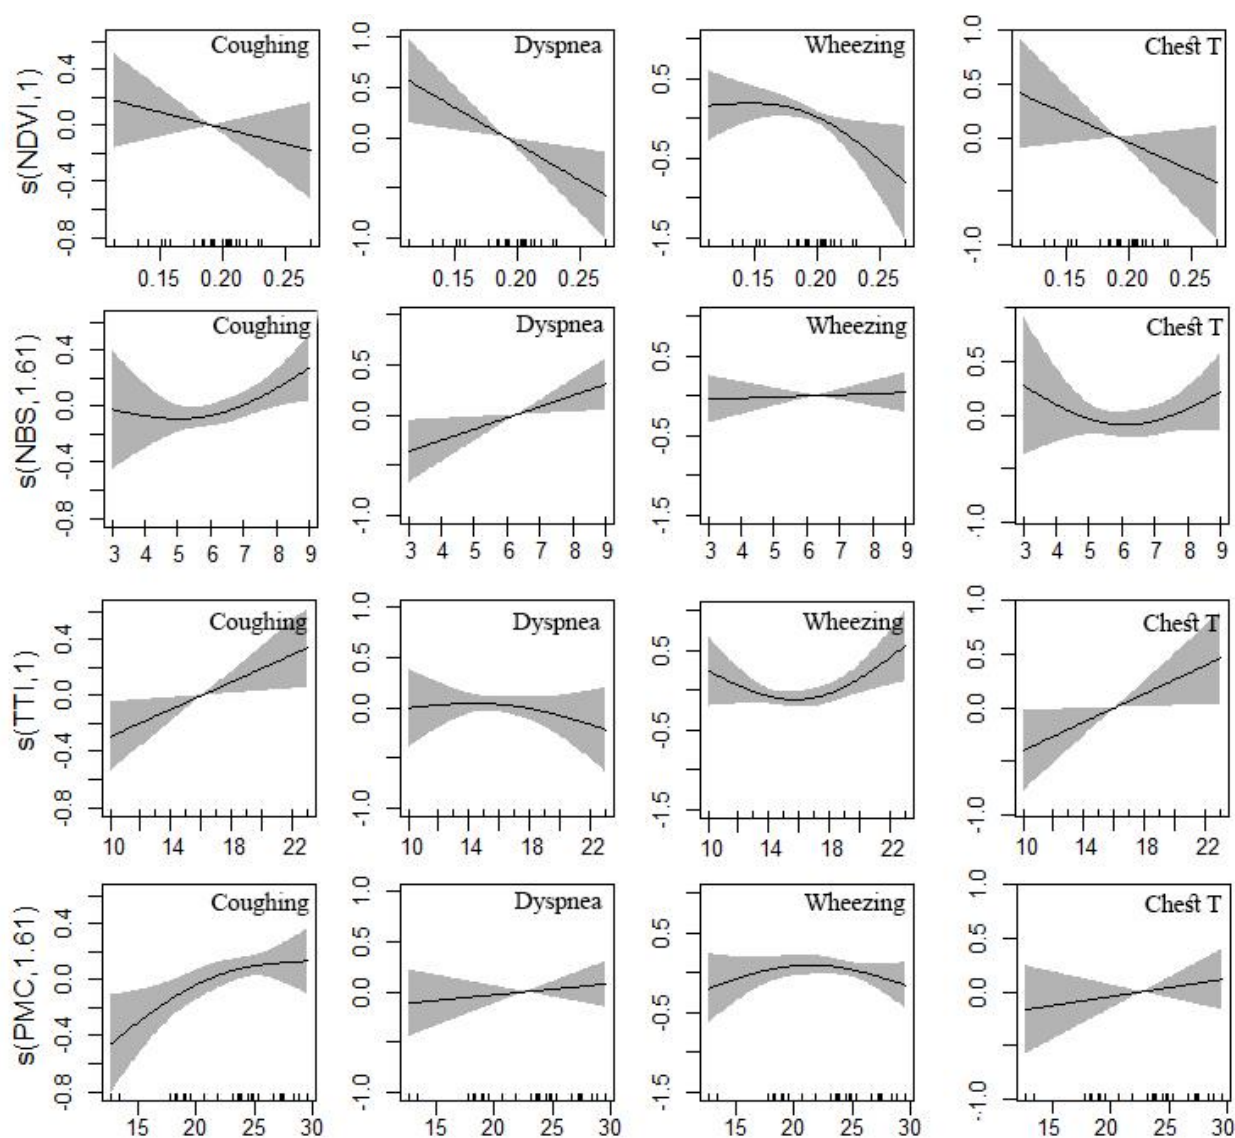 Coughing Dyspnea Wheezing Chest T
s(NDVI,1)
0.4 0.0 -0.4 -0.8
1.0 0.5 0.0 -1.0
0.5 -0.5 -1.5
1.0 0.5 0.0 -1.0
0.15 0.20 0.25 0.15 0.20 0.25 0.15 0.20 0.25 0.15 0.20 0.25
Coughing Dyspnea Wheezing Chest T
s(NBS,1.61)
0.4 0.0 -0.4 -0.8
0.5 0.0 -1.0
0.5 -0.5 -1.5
0.5 0.0 -1.0
3 4 5 6 7 8 9 3 4 5 6 7 8 9 3 4 5 6 7 8 9 3 4 5 6 7 8 9
Coughing Dyspnea Wheezing Chest T
s(TTI,1)
0.4 0.0 -0.4 -0.8
1.0 0.5 0.0 -1.0
0.5 -0.5 -1.5
1.0 0.5 0.0 -1.0
10 14 18 22 10 14 18 22 10 14 18 22 10 14 18 22
Coughing Dyspnea Wheezing Chest T
s(PMC,1.61)
0.4 0.0 -0.4 -0.8
1.0 0.5 0.0 -1.0
0.5 -0.5 -1.5
1.0 0.5 0.0 -1.0
15 20 25 30 15 20 25 30 15 20 25 30 15 20 25 30